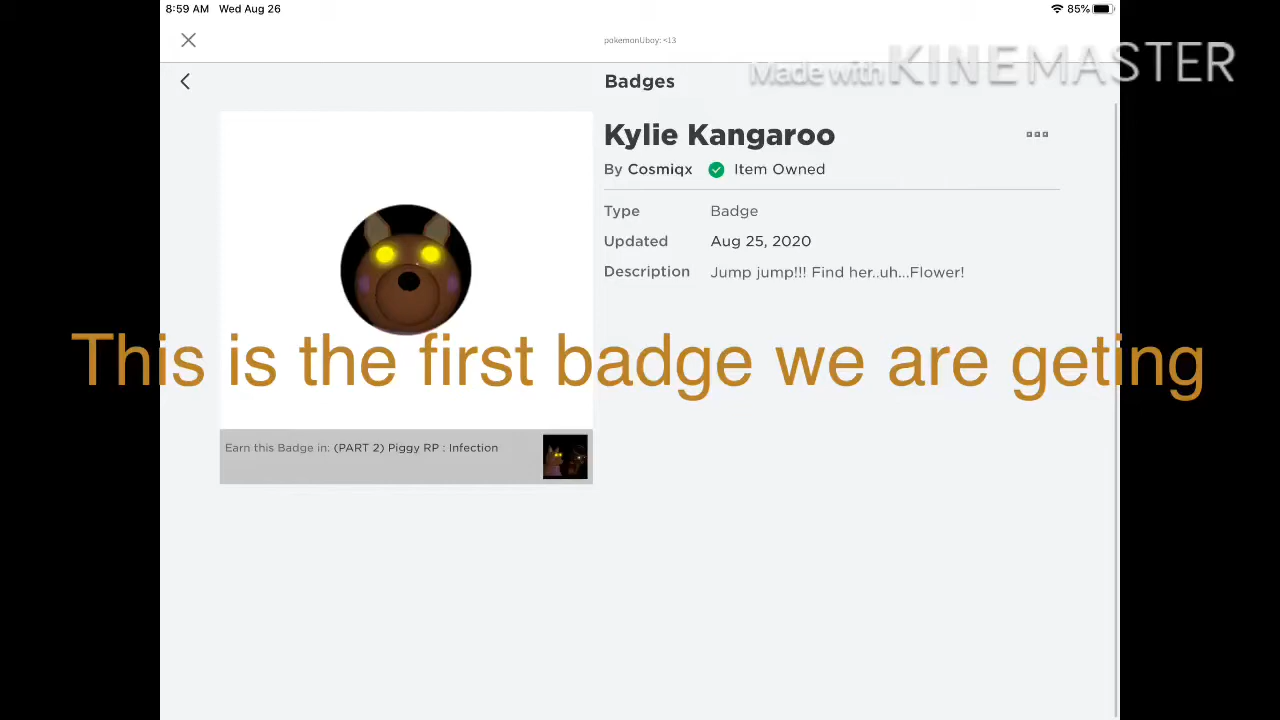 8:59 AM Wed Aug 26
85%
pokemonUboy: <13
Made with KINEMASTER
Badges
Kylie Kangaroo
By Cosmiqx Item Owned
Type Badge
Updated Aug 25, 2020
Description Jump jump!!! Find her..uh...Flower!
This is the first badge we are geting
Earn this Badge in: (PART 2) Piggy RP : Infection